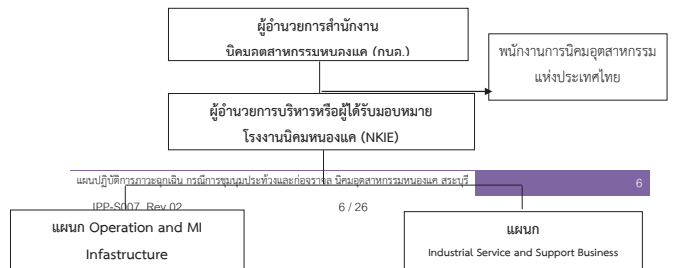 ผู้อำนวยการสำนักงาน
นิคมอุตสาหกรรมหนองแค (กนอ.)
พนักงานการนิคมอุตสาหกรรม
แห่งประเทศไทย
ผู้อำนวยการบริหารหรือผู้ได้รับมอบหมาย
โรงงานนิคมหนองแค (NKIE)
แผนปฏิบัติการภาวะฉุกเฉิน กรณีการชุมนุมประท้วงและก่อจราจล นิคมอุตสาหกรรมหนองแค สระบุรี
6
IPP-S007 Rev.02
6 / 26
แผนก Operation and MI
Infastructure
แผนก
Industrial Service and Support Business